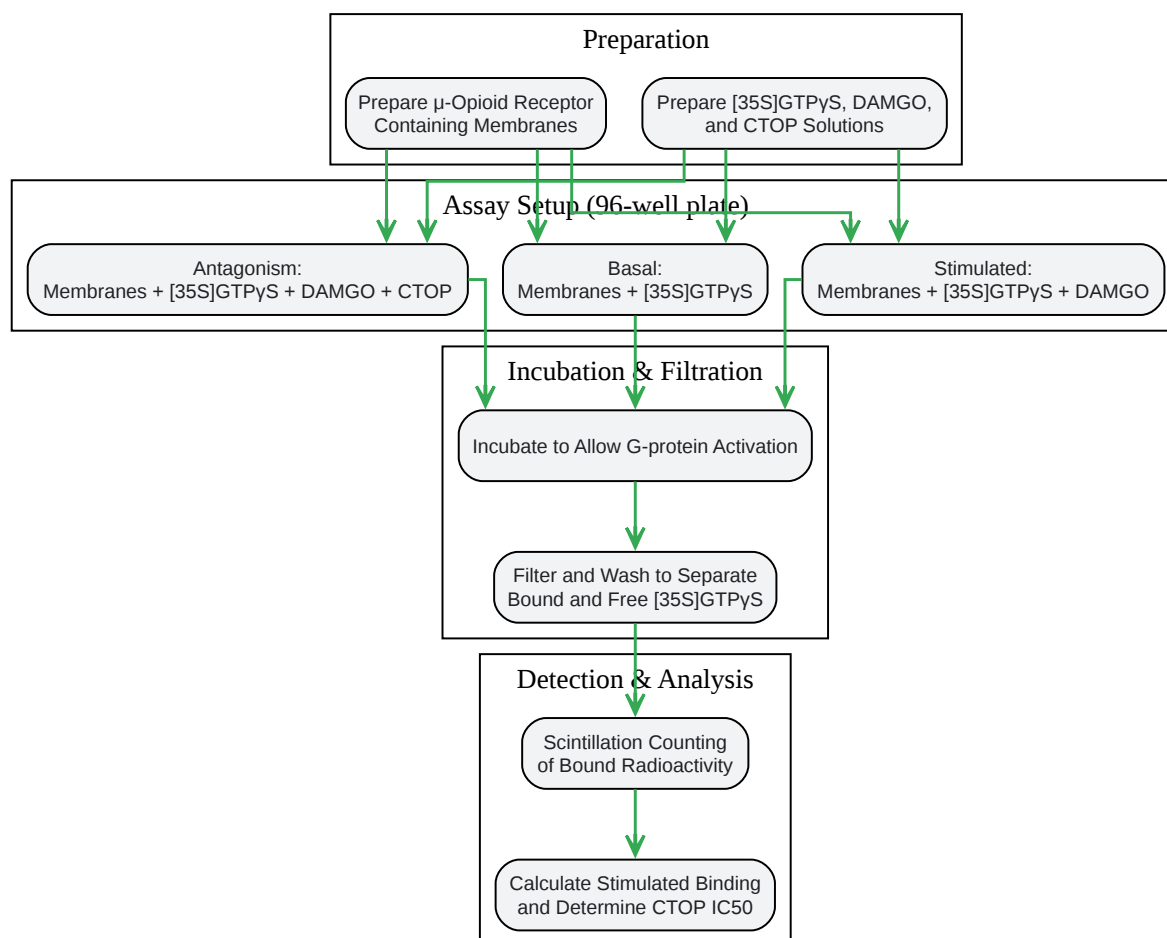 Preparation
Prepare μ-Opioid Receptor
Containing Membranes
Prepare [35S]GTPγS, DAMGO,
and CTOP Solutions
Assay Setup (96-well plate)
Antagonism:
Membranes + [35S]GTPγS + DAMGO + CTOP
Basal:
Membranes + [35S]GTPγS
Stimulated:
Membranes + [35S]GTPγS + DAMGO
Incubation & Filtration
Incubate to Allow G-protein Activation
Filter and Wash to Separate
Bound and Free [35S]GTPγS
Detection & Analysis
Scintillation Counting
of Bound Radioactivity
Calculate Stimulated Binding
and Determine CTOP IC50